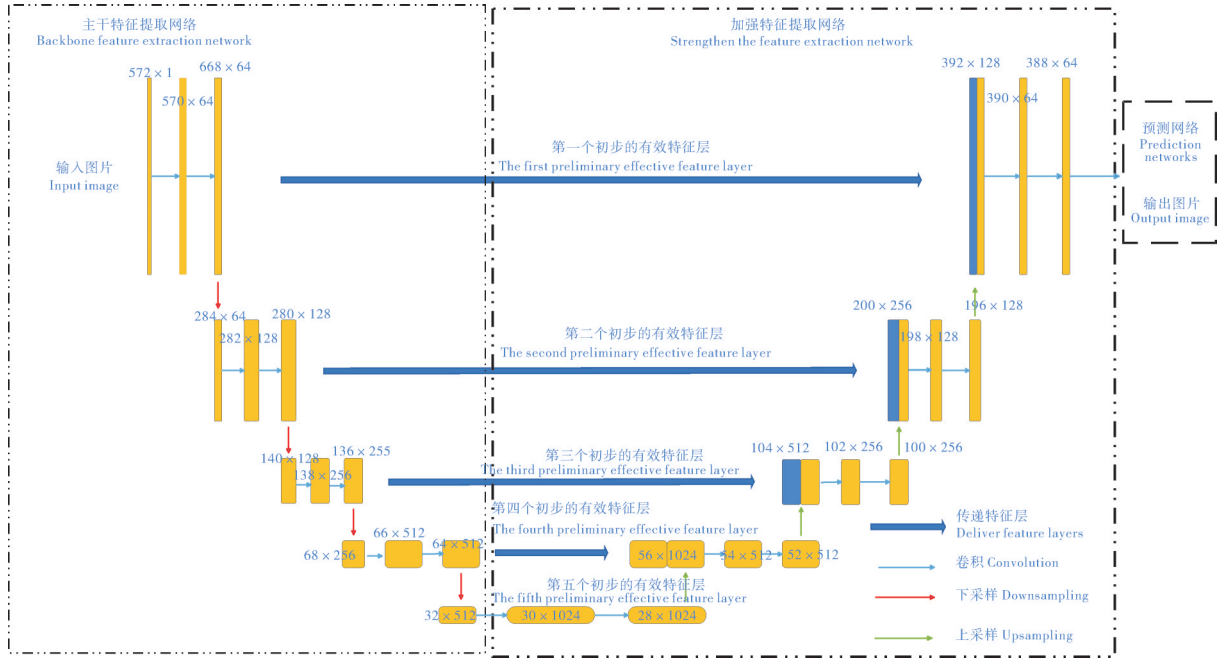 主干特征提取网络
Backbone feature extraction network
572 × 1
570 × 64
668 × 64
输入图片
Input image
284 × 64
282 × 128
280 × 128
140 × 128
138 × 256
136 × 255
68 × 256
66 × 512
64 × 512
32 × 512
30 × 1024
28 × 1024
加强特征提取网络
Strengthen the feature extraction network
第一个初步的有效特征层
The first preliminary effective feature layer
第二个初步的有效特征层
The second preliminary effective feature layer
第三个初步的有效特征层
The third preliminary effective feature layer
第四个初步的有效特征层
The fourth preliminary effective feature layer
第五个初步的有效特征层
The fifth preliminary effective feature layer
392 × 128
390 × 64
388 × 64
200 × 256
198 × 128
196 × 128
104 × 512
102 × 256
100 × 256
56 × 1024
54 × 512
52 × 512
预测网络
Prediction
networks
输出图片
Output image
传递特征层
Deliver feature layers
卷积 Convolution
下采样 Downsampling
上采样 Upsampling